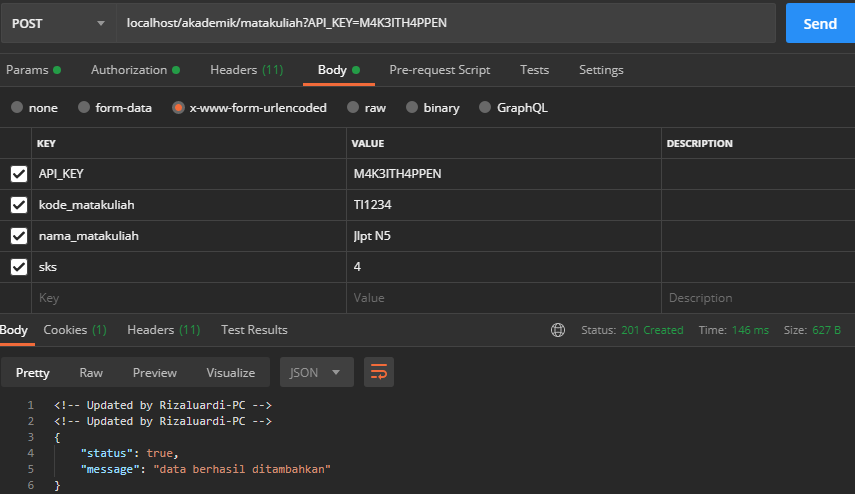 POST localhost/akademik/matakuliah?API_KEY=M4K3ITH4PPEN Send
Params Authorization Headers (11) Body Pre-request Script Tests Settings
none form-data x-www-form-urlencoded raw binary GraphQL
KEY VALUE DESCRIPTION
API_KEY M4K3ITH4PPEN
kode_matakuliah TI1234
nama_matakuliah Jlpt N5
sks 4
Key Value Description
Body Cookies (1) Headers (11) Test Results Status: 201 Created Time: 146 ms Size: 627 B
Pretty Raw Preview Visualize JSON
1 <!-- Updated by Rizaluardi-PC -->
2 <!-- Updated by Rizaluardi-PC -->
3 {
4 "status": true,
5 "message": "data berhasil ditambahkan"
6 }